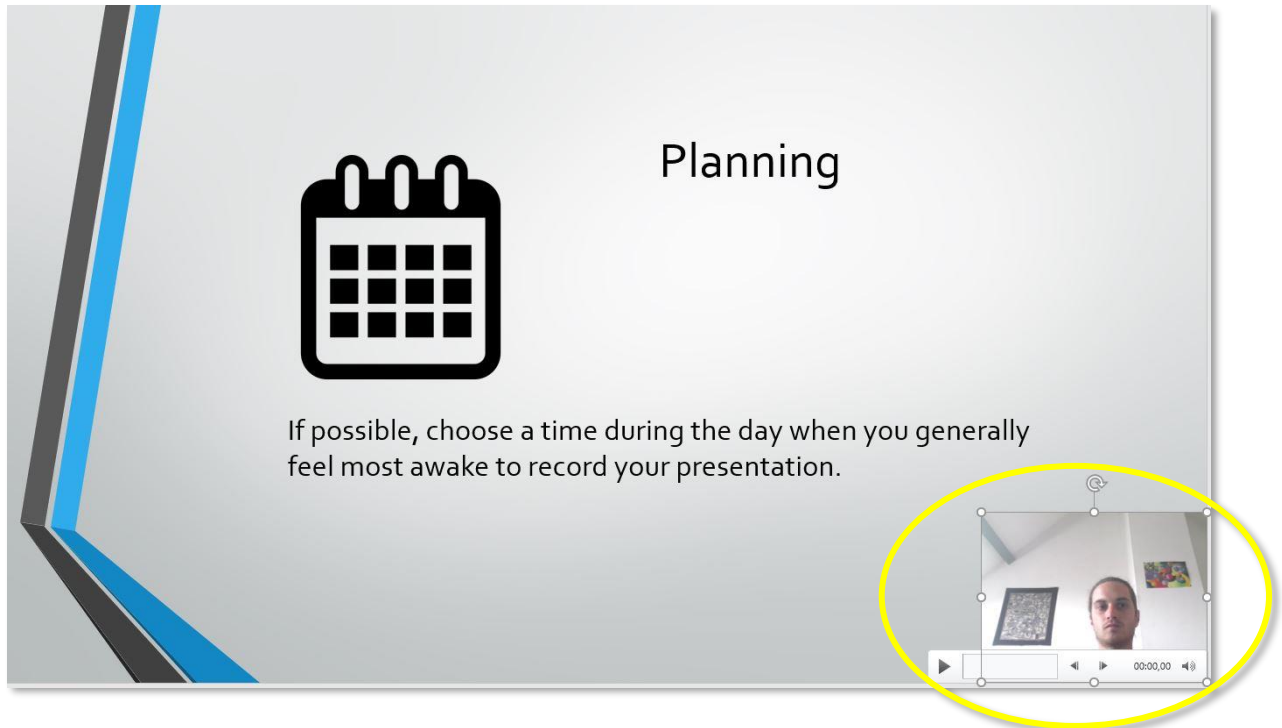 Planning
If possible, choose a time during the day when you generally
feel most awake to record your presentation.
00:00,00